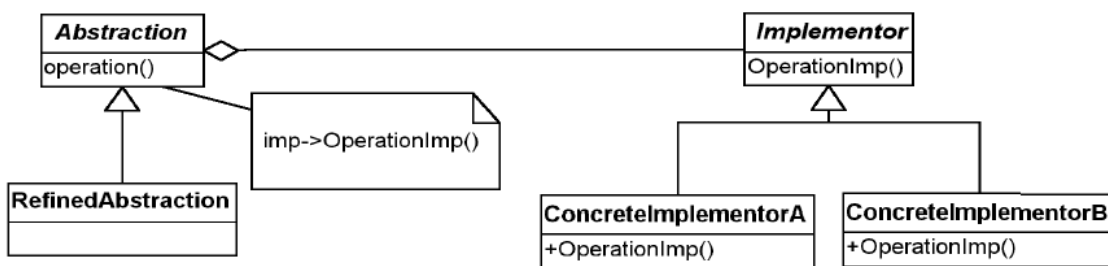 Abstraction
operation()
Implementor
OperationImp()
imp->OperationImp()
RefinedAbstraction
ConcreteImplementorA
+OperationImp()
ConcreteImplementorB
+OperationImp()